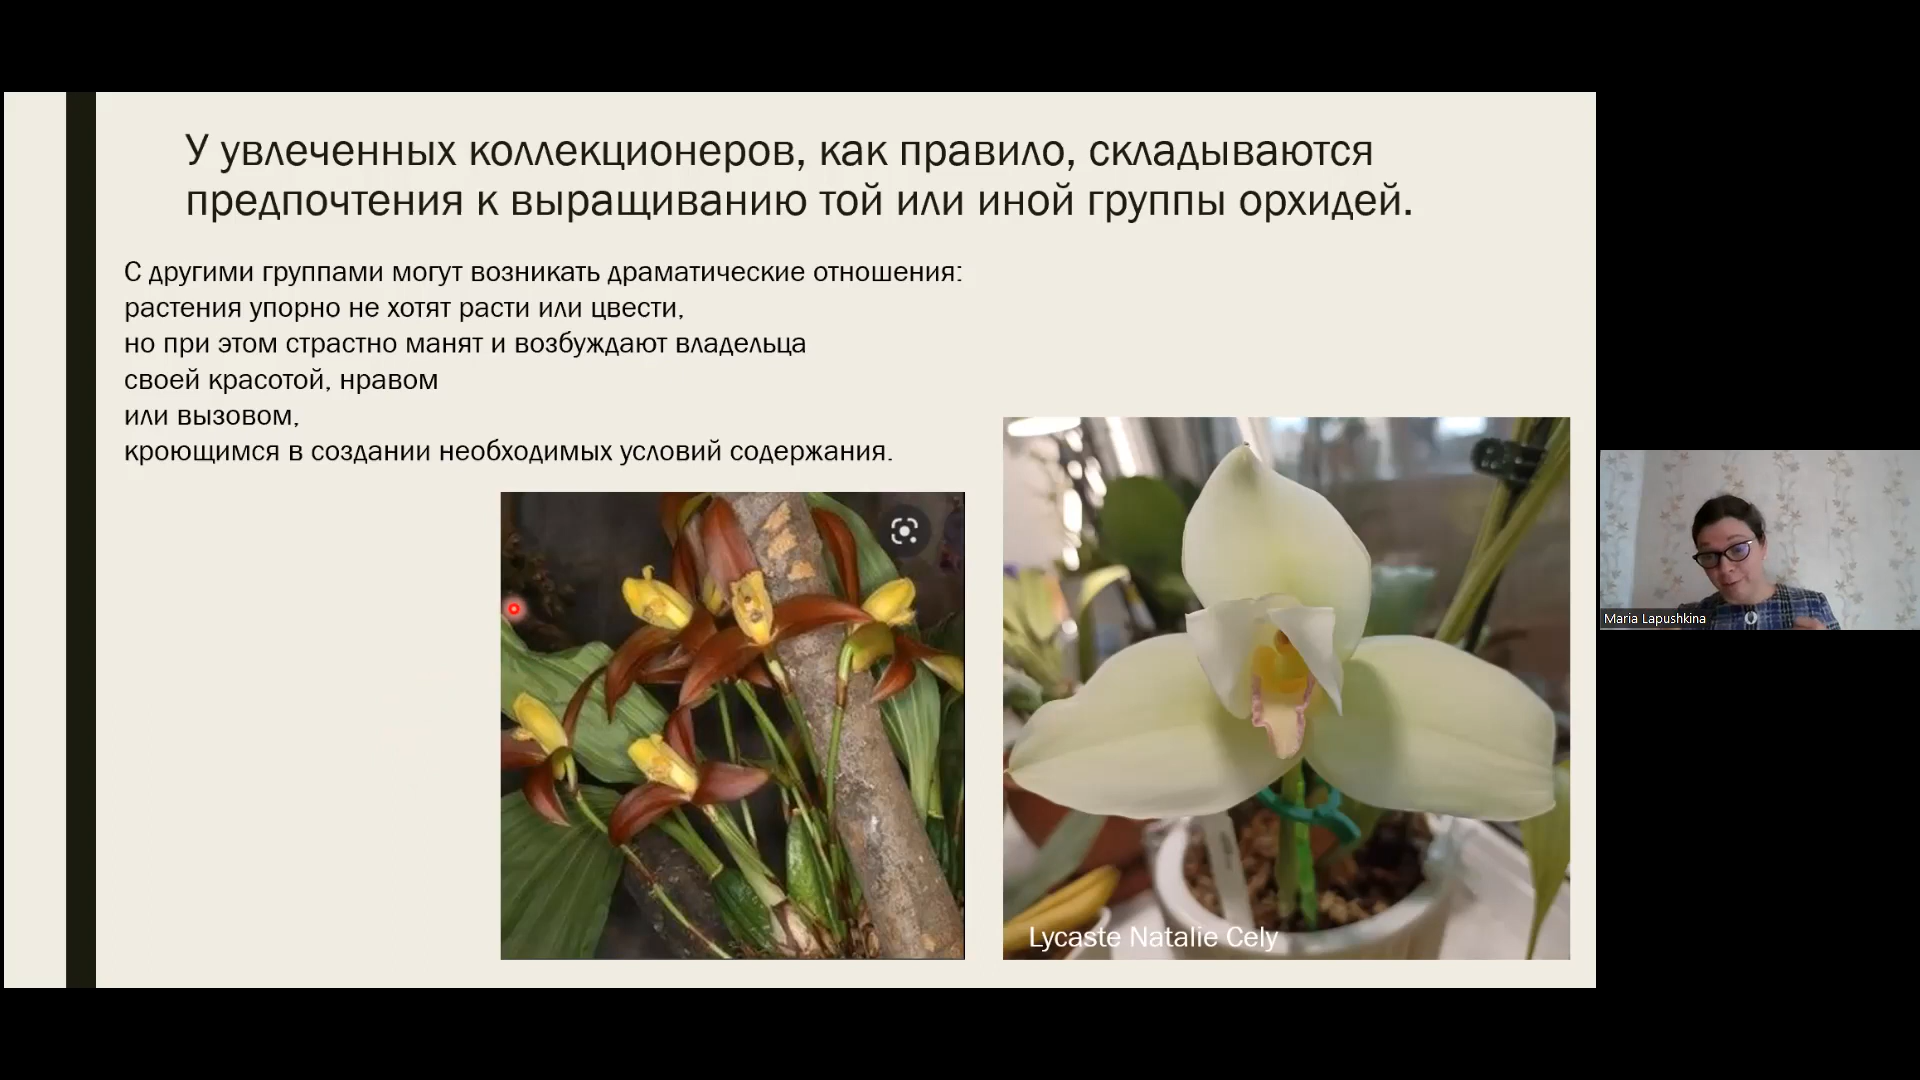 У увлеченных коллекционеров, как правило, складываются
предпочтения к выращиванию той или иной группы орхидей.
С другими группами могут возникать драматические отношения:
растения упорно не хотят расти или цвести,
но при этом страстно манят и возбуждают владельца
своей красотой, нравом
или вызовом,
кроющимся в создании необходимых условий содержания.
Lycaste Natalie Cely
Maria Lapushkina